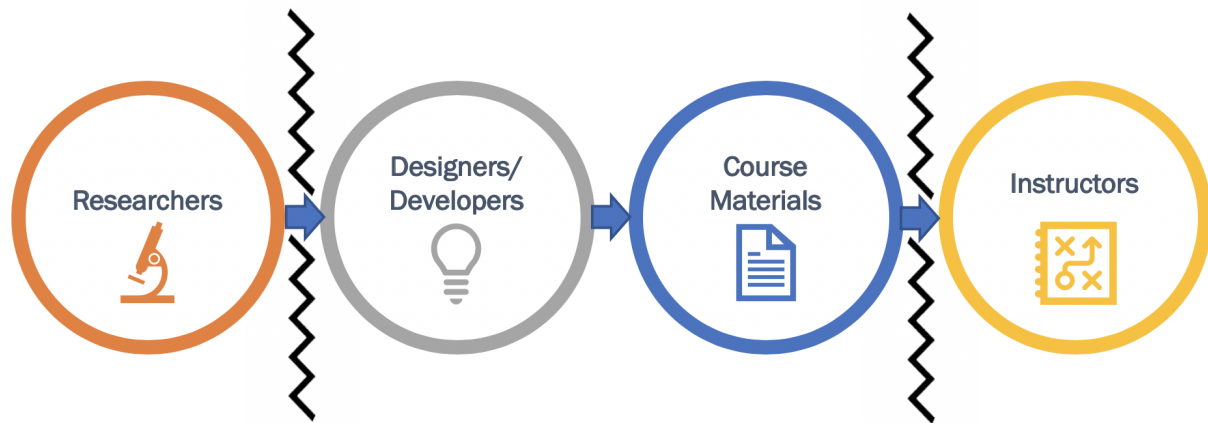 Researchers
Designers/
Developers
Course
Materials
Instructors